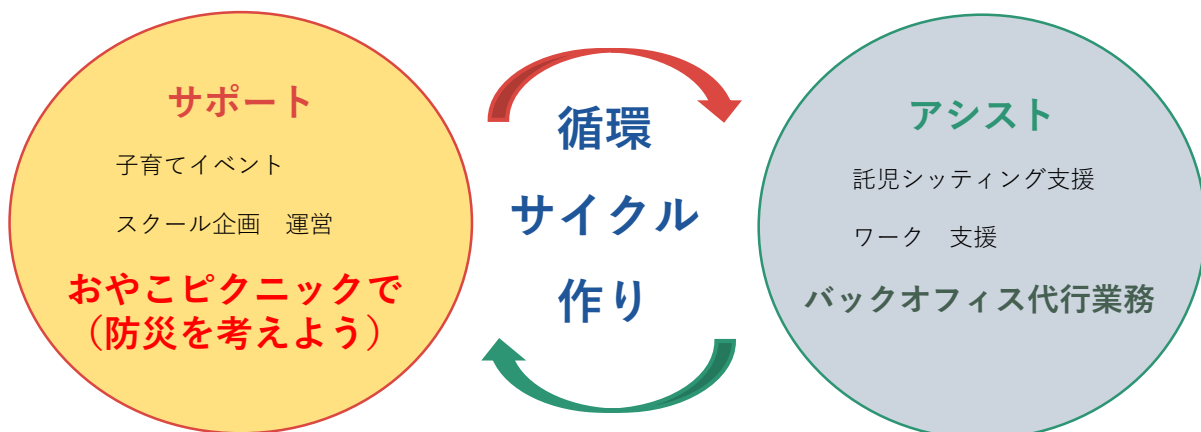 サポート
子育てイベント
スクール企画　運営
おやこピクニックで
（防災を考えよう）
循環
サイクル
作り
アシスト
託児シッティング支援
ワーク　支援
バックオフィス代行業務